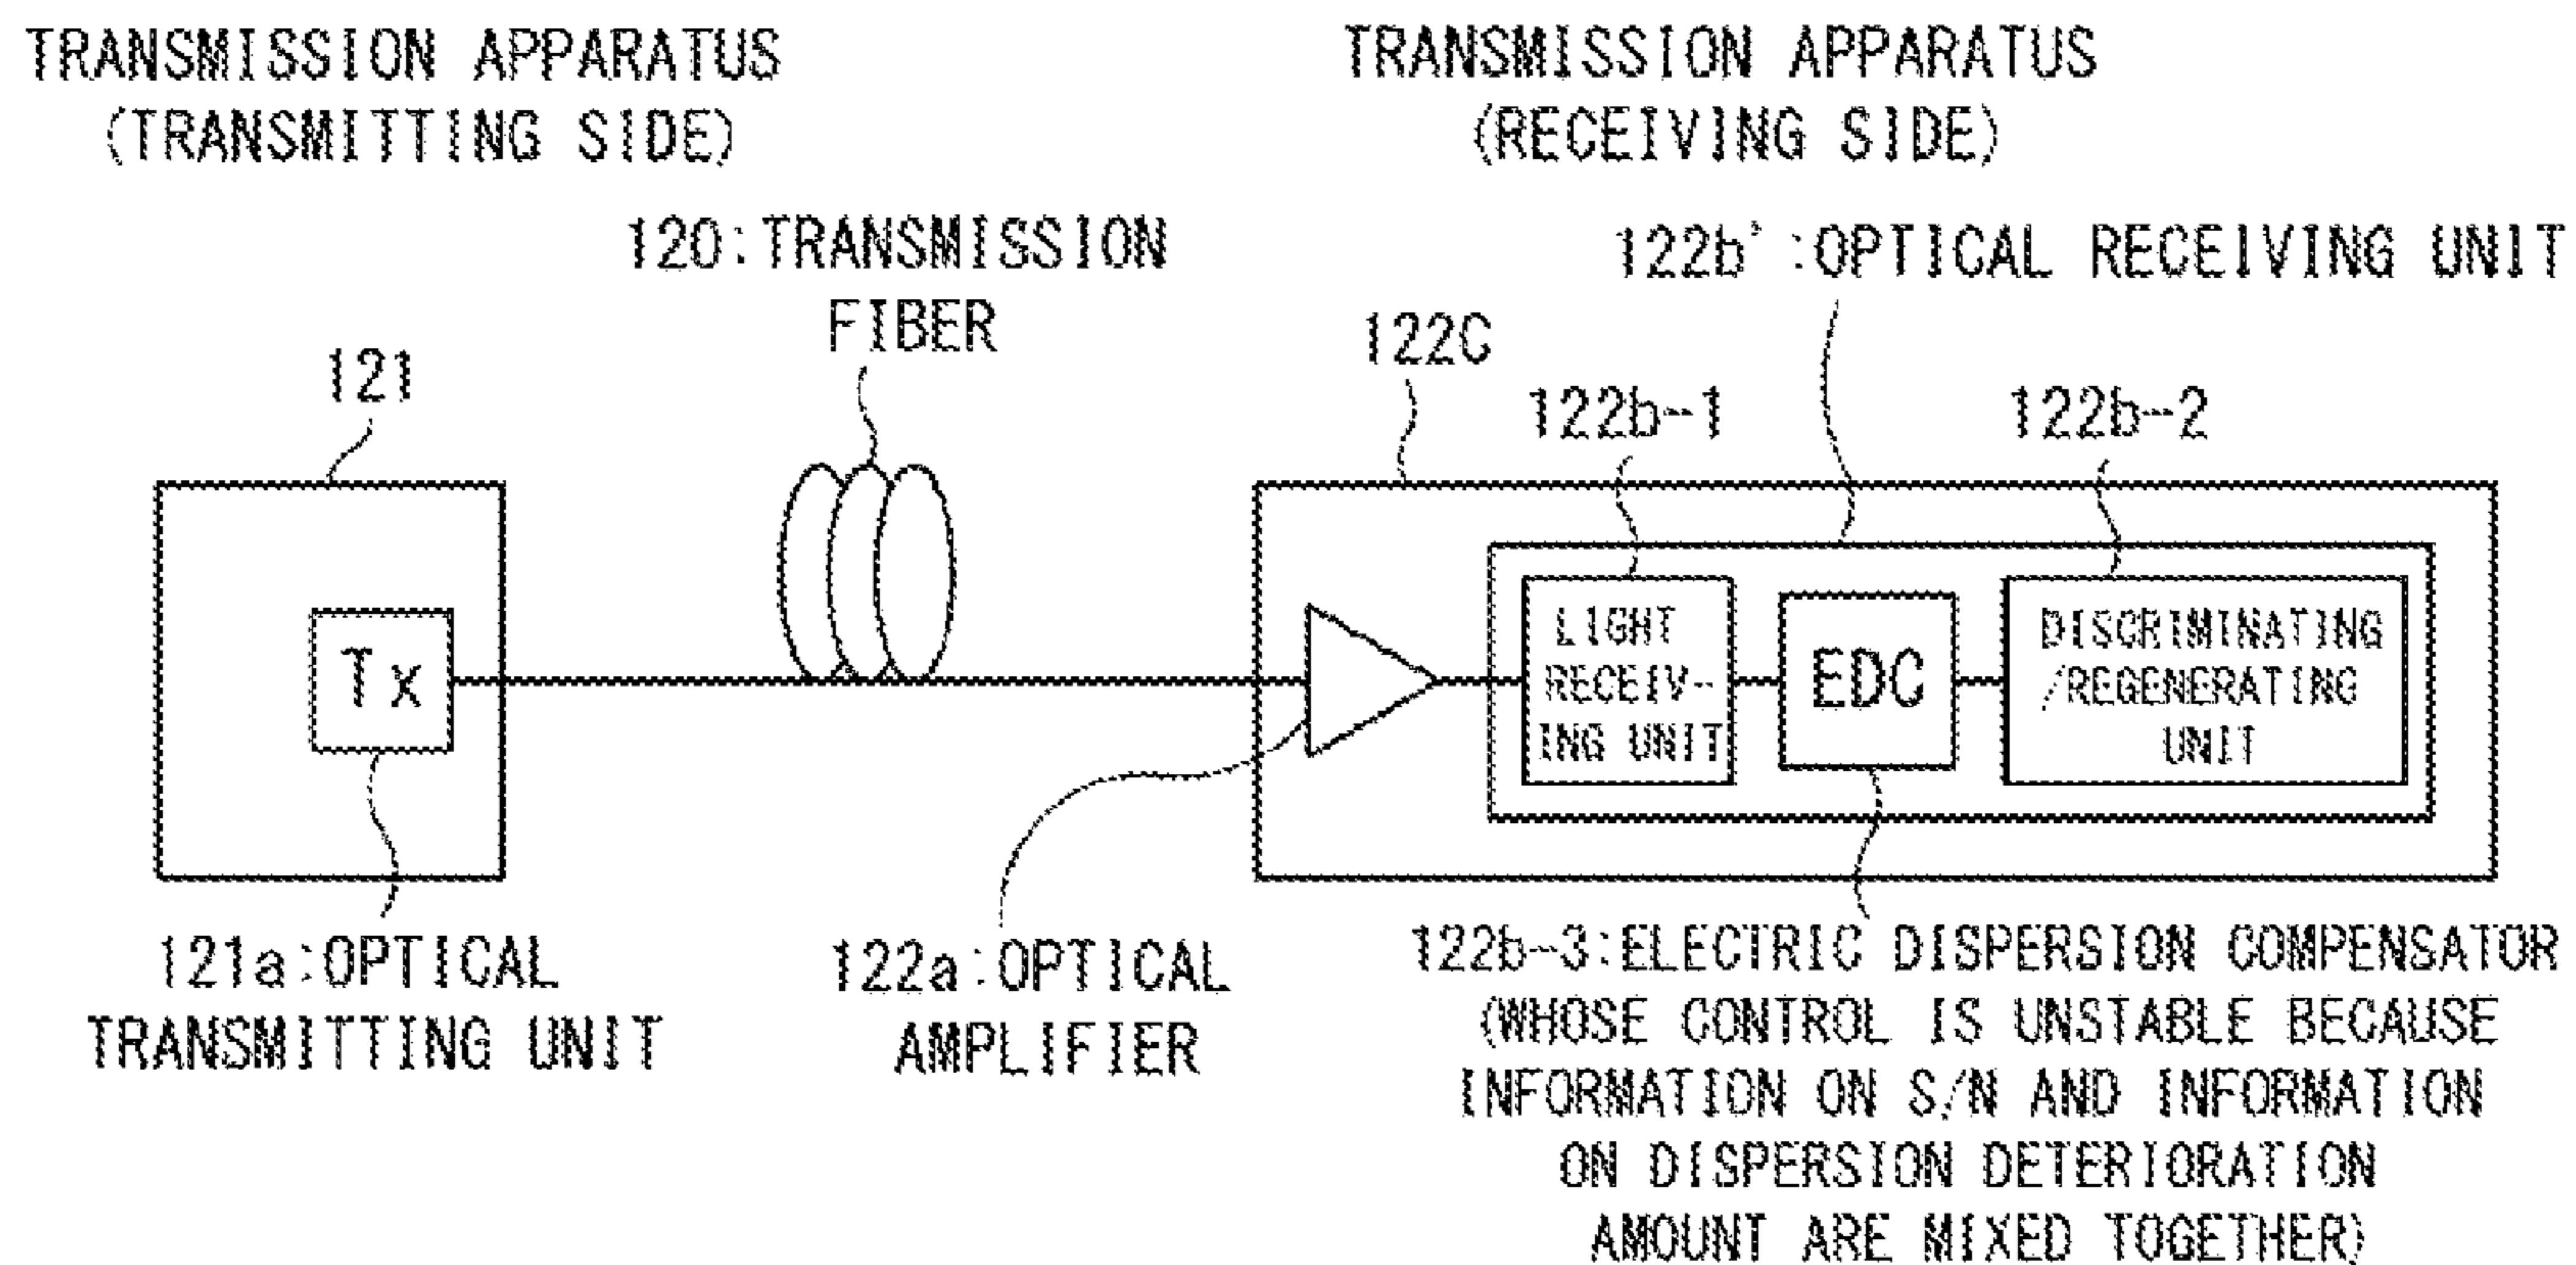 TRANSMISSION APPARATUS
(TRANSMITTING SIDE)
TRANSMISSION APPARATUS
(RECEIVING SIDE)
120:TRANSMISSION
FIBER
122b':OPTICAL RECEIVING UNIT
121
122C
122b-1
122b-2
Tx
LIGHT
RECEIV-
ING UNIT
EDC
DISCRIMINATING
/REGENERATING
UNIT
121a:OPTICAL
TRANSMITTING UNIT
122a:OPTICAL
AMPLIFIER
122b-3:ELECTRIC DISPERSION COMPENSATOR
(WHOSE CONTROL IS UNSTABLE BECAUSE
INFORMATION ON S/N AND INFORMATION
ON DISPERSION DETERIORATION
AMOUNT ARE MIXED TOGETHER)